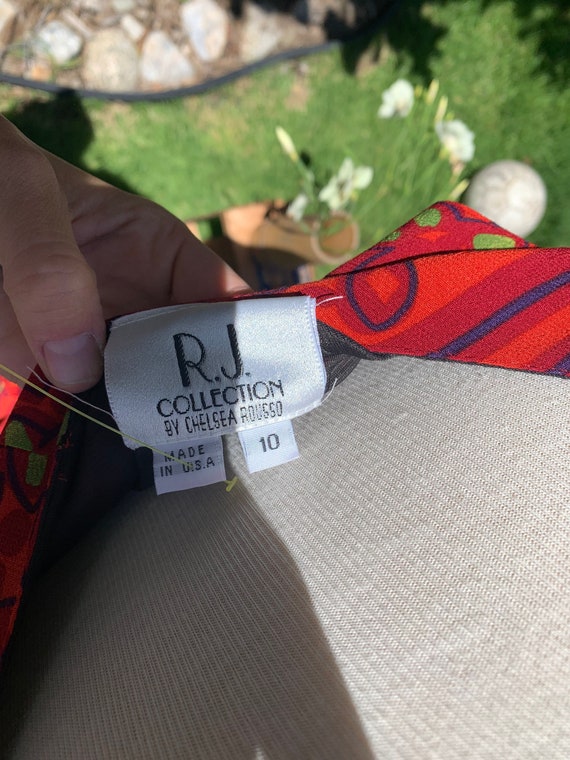 R.J.
COLLECTION
BY CHELSEA ROUSSO
MADE
IN U.S.A
10